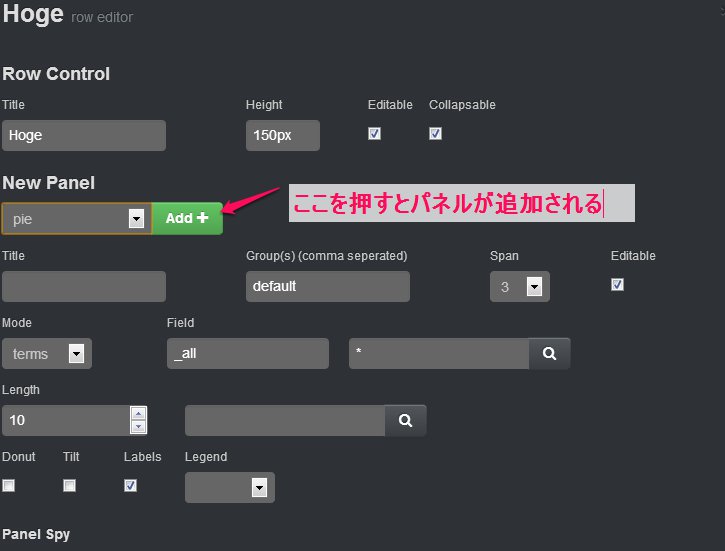 Hoge row editor
Row Control
Title Height Editable Collapsable
Hoge 150px
New Panel
pie Add + ここを押すとパネルが追加される
Title Group(s) (comma seperated) Span Editable
default 3
Mode Field
terms _all *
Length
10
Donut Tilt Labels Legend
Panel Spy